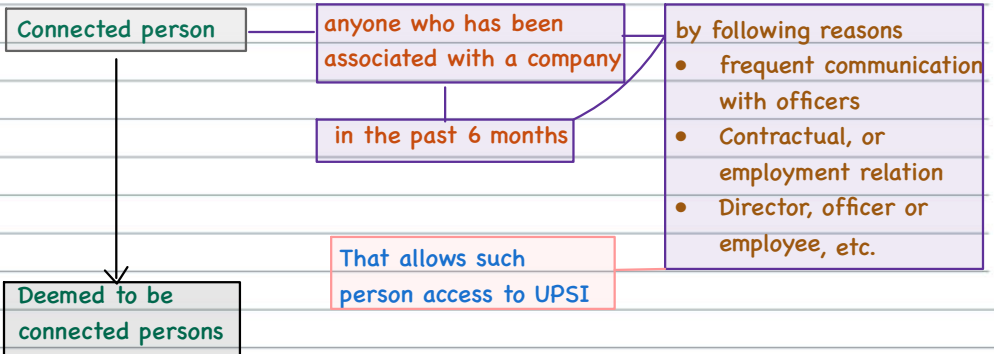 Connected person
anyone who has been
associated with a company
in the past 6 months
by following reasons
• frequent communication
with officers
• Contractual, or
employment relation
• Director, officer or
employee, etc.
That allows such
person access to UPSI
Deemed to be
connected persons